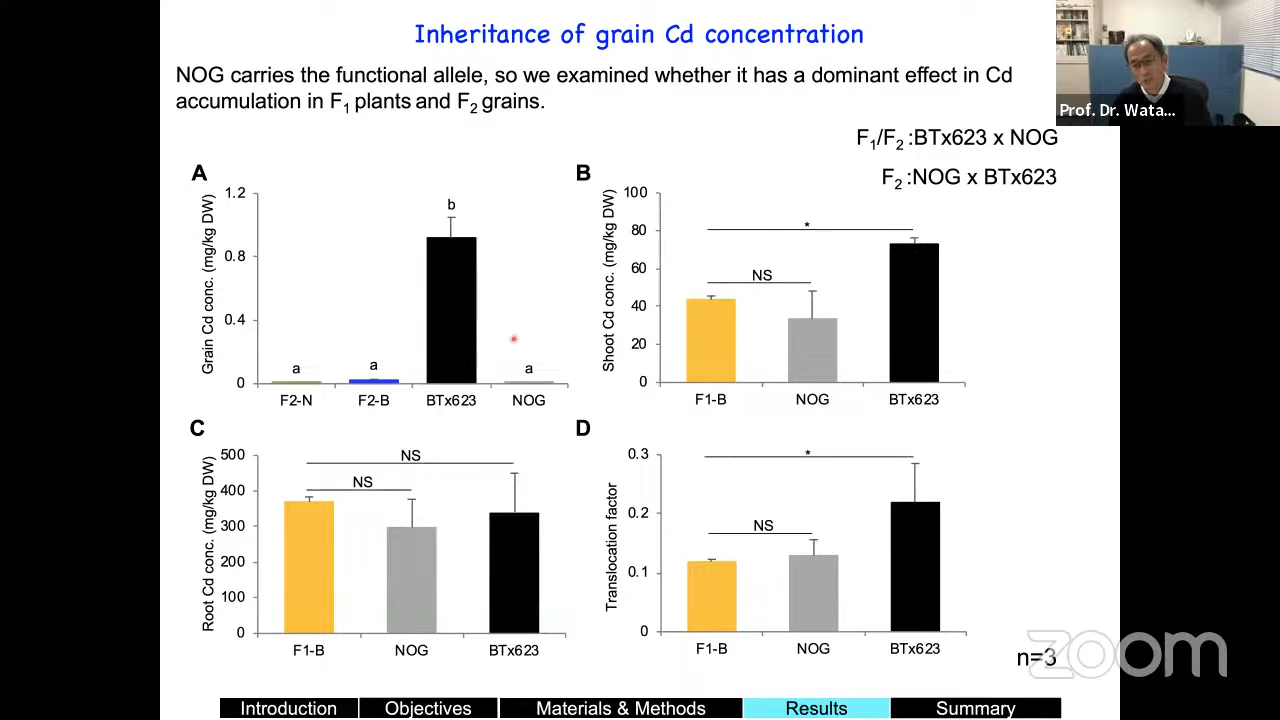 Inheritance of grain Cd concentration
NOG carries the functional allele, so we examined whether it has a dominant effect in Cd
accumulation in F1 plants and F2 grains.
Prof. Dr. Wata...
F1/F2 :BTx623 x NOG
F2 :NOG x BTx623
A
Grain Cd conc. (mg/kg DW)
1.2
0.8
0.4
0
a
a
b
a
F2-N
F2-B
BTx623
NOG
B
Shoot Cd conc. (mg/kg DW)
100
80
60
40
20
0
*
NS
F1-B
NOG
BTx623
C
Root Cd conc. (mg/kg DW)
500
400
300
200
100
0
NS
NS
F1-B
NOG
BTx623
D
Translocation factor
0.3
0.2
0.1
0
*
NS
F1-B
NOG
BTx623
n=3
zoom
Introduction
Objectives
Materials & Methods
Results
Summary